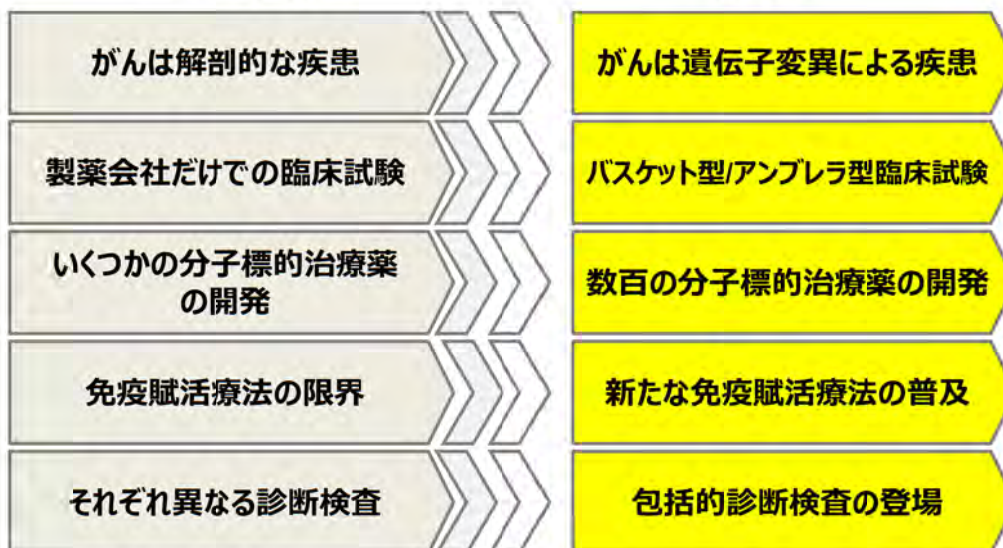 がんは解剖的な疾患
がんは遺伝子変異による疾患
製薬会社だけでの臨床試験
バスケット型/アンブレラ型臨床試験
いくつかの分子標的治療薬
の開発
数百の分子標的治療薬の開発
免疫賦活療法の限界
新たな免疫賦活療法の普及
それぞれ異なる診断検査
包括的診断検査の登場